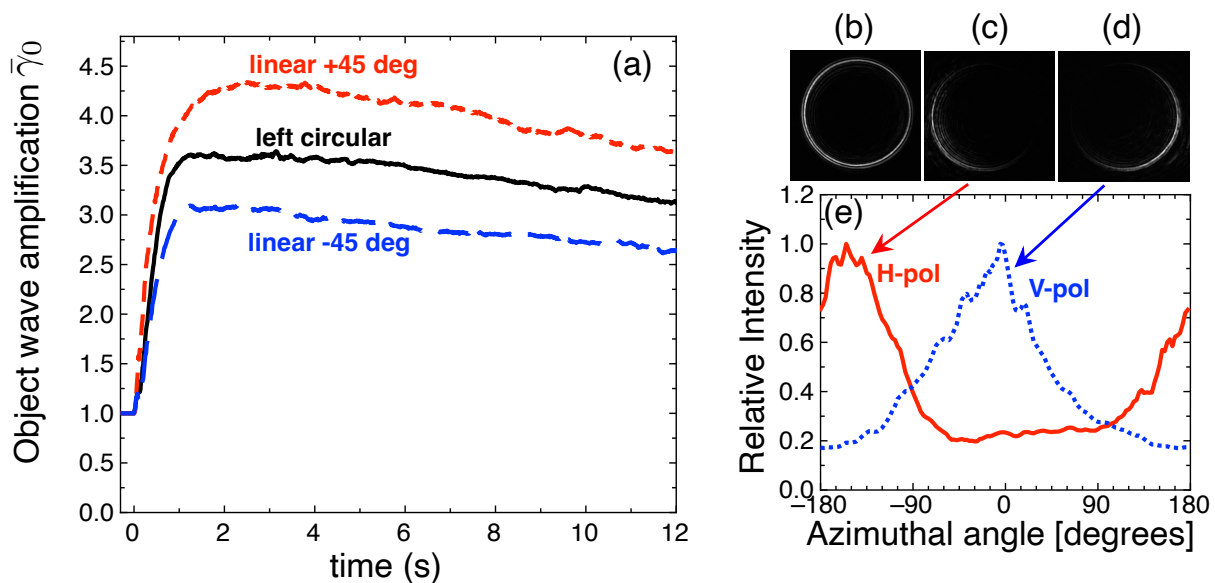 (a)
Object wave amplification γ̄0
4.5
4.0
3.5
3.0
2.5
2.0
1.5
1.0
0.5
0.0
linear +45 deg
left circular
linear -45 deg
0 2 4 6 8 10 12
time (s)
(b) (c) (d)
(e)
Relative Intensity
1.2
1.0
0.8
0.6
0.4
0.2
0.0
H-pol
V-pol
−180 −90 0 90 180
Azimuthal angle [degrees]